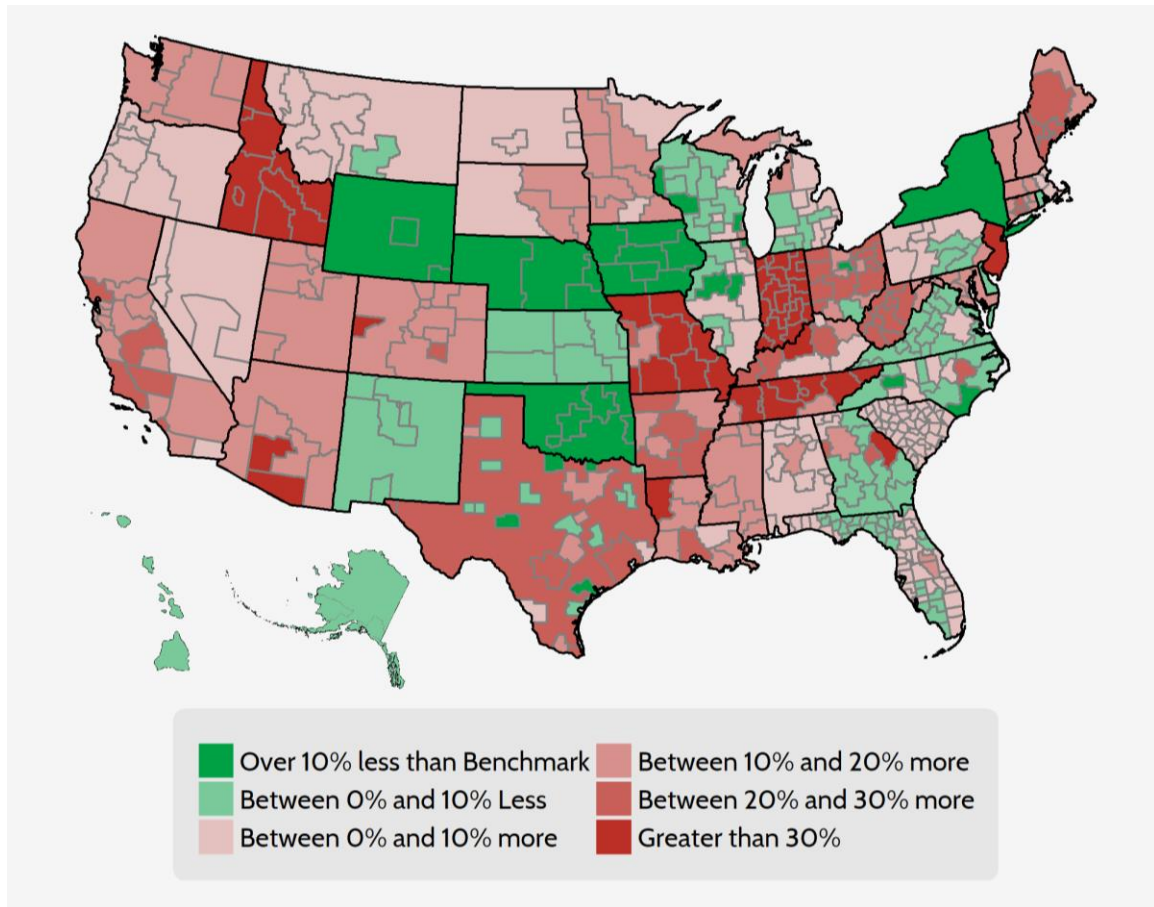 Over 10% less than Benchmark
Between 0% and 10% Less
Between 0% and 10% more
Between 10% and 20% more
Between 20% and 30% more
Greater than 30%